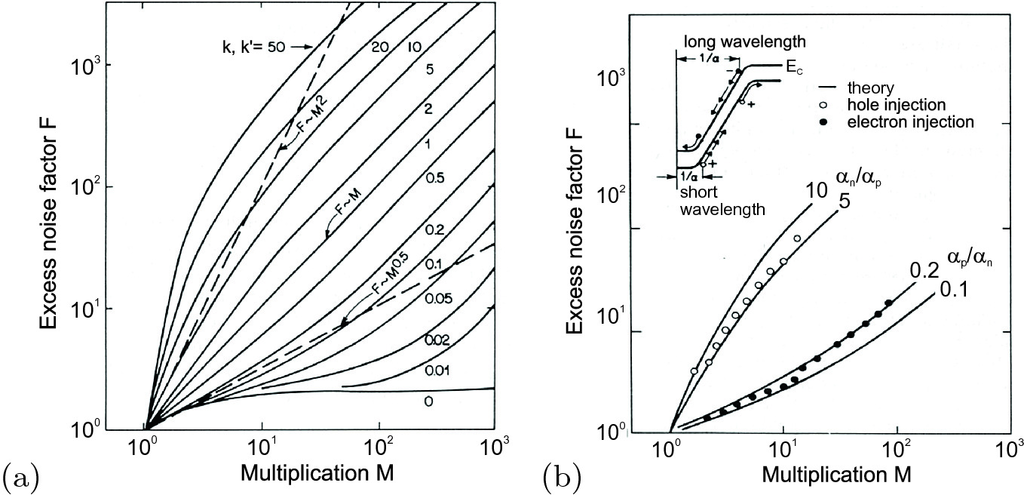 (a)
Excess noise factor F
10³
10²
10¹
10⁰
k, k'= 50
20
10
5
2
1
0.5
0.2
0.1
0.05
0.02
0.01
0
F~M²
F~M
F~M0.5
10⁰
10¹
10²
10³
Multiplication M
(b)
Excess noise factor F
10³
10²
10¹
10⁰
long wavelength
1/α
Ec
-
+
+
1/α
short
wavelength
theory
hole injection
electron injection
10 αn/αp
5
0.2 αp/αn
0.1
10⁰
10¹
10²
10³
Multiplication M